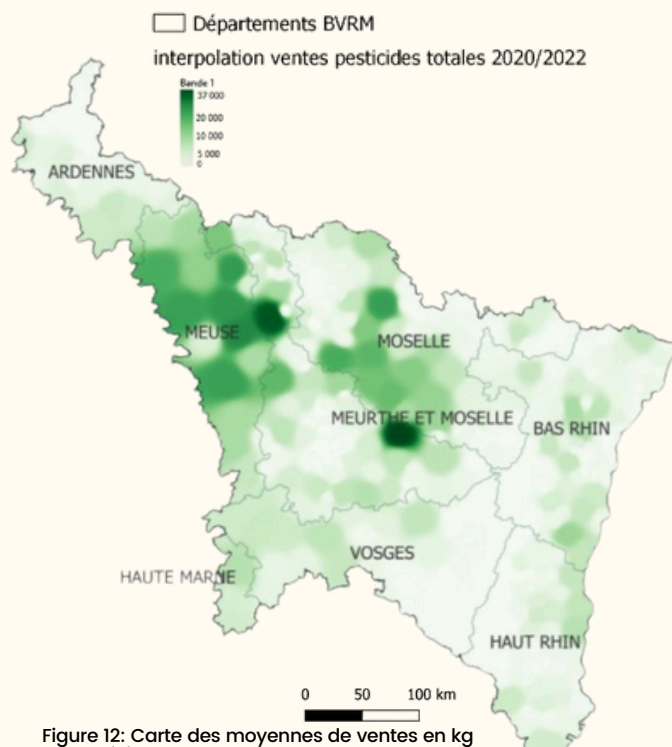 Départements BVRM
interpolation ventes pesticides totales 2020/2022
Bande 1
37 000
20 000
10 000
5 000
0
ARDENNES
MEUSE
MOSELLE
MEURTHE ET MOSELLE
BAS RHIN
VOSGES
HAUTE MARNE
HAUT RHIN
0 50 100 km
Figure 12: Carte des moyennes de ventes en kg